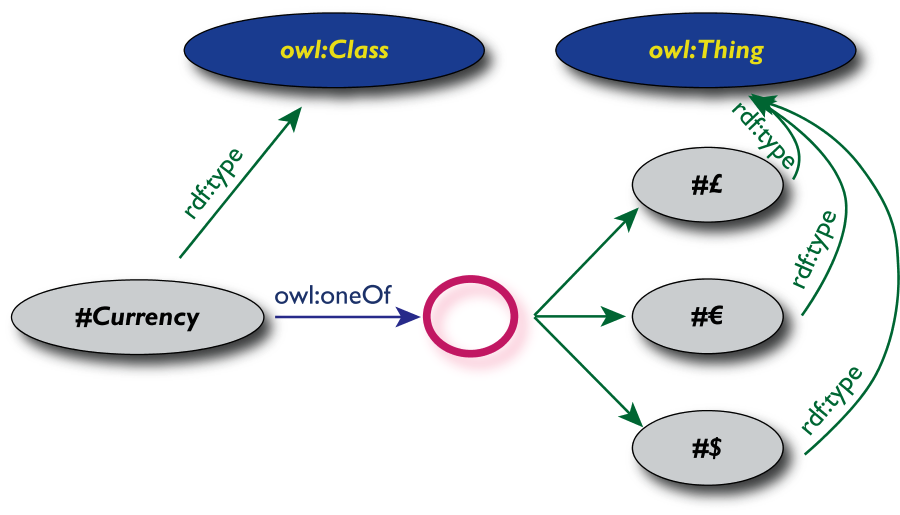 owl:Class
owl:Thing
rdf:type
rdf:type
#£
rdf:type
owl:oneOf
#Currency
#€
rdf:type
#$